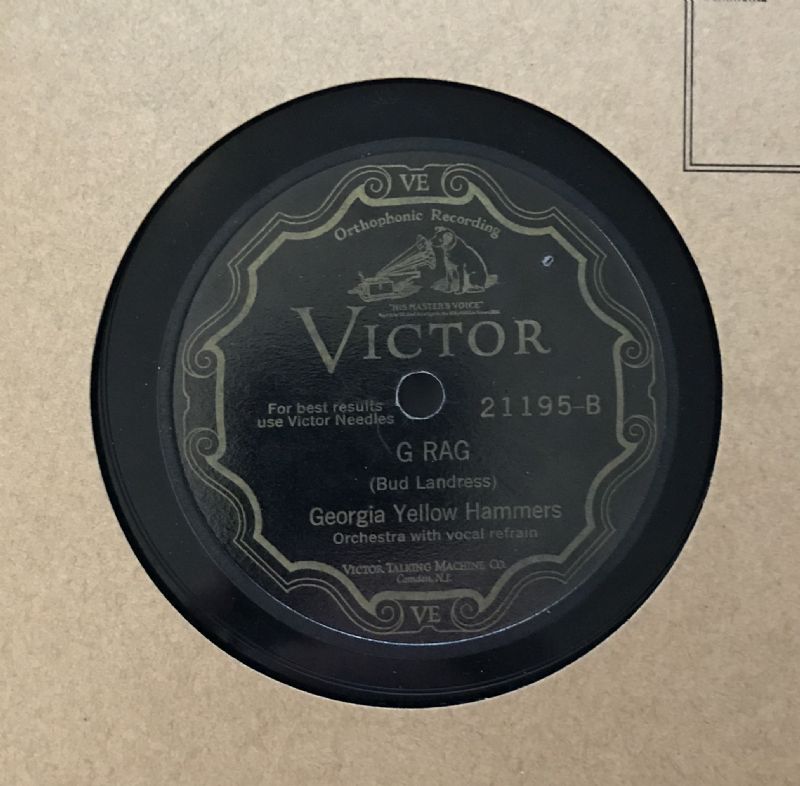 VE
Orthophonic Recording
"HIS MASTER'S VOICE"
VICTOR
For best results
use Victor Needles
21195-B
G RAG
(Bud Landress)
Georgia Yellow Hammers
Orchestra with vocal refrain
VICTOR TALKING MACHINE CO.
Camden, N.J.
VE